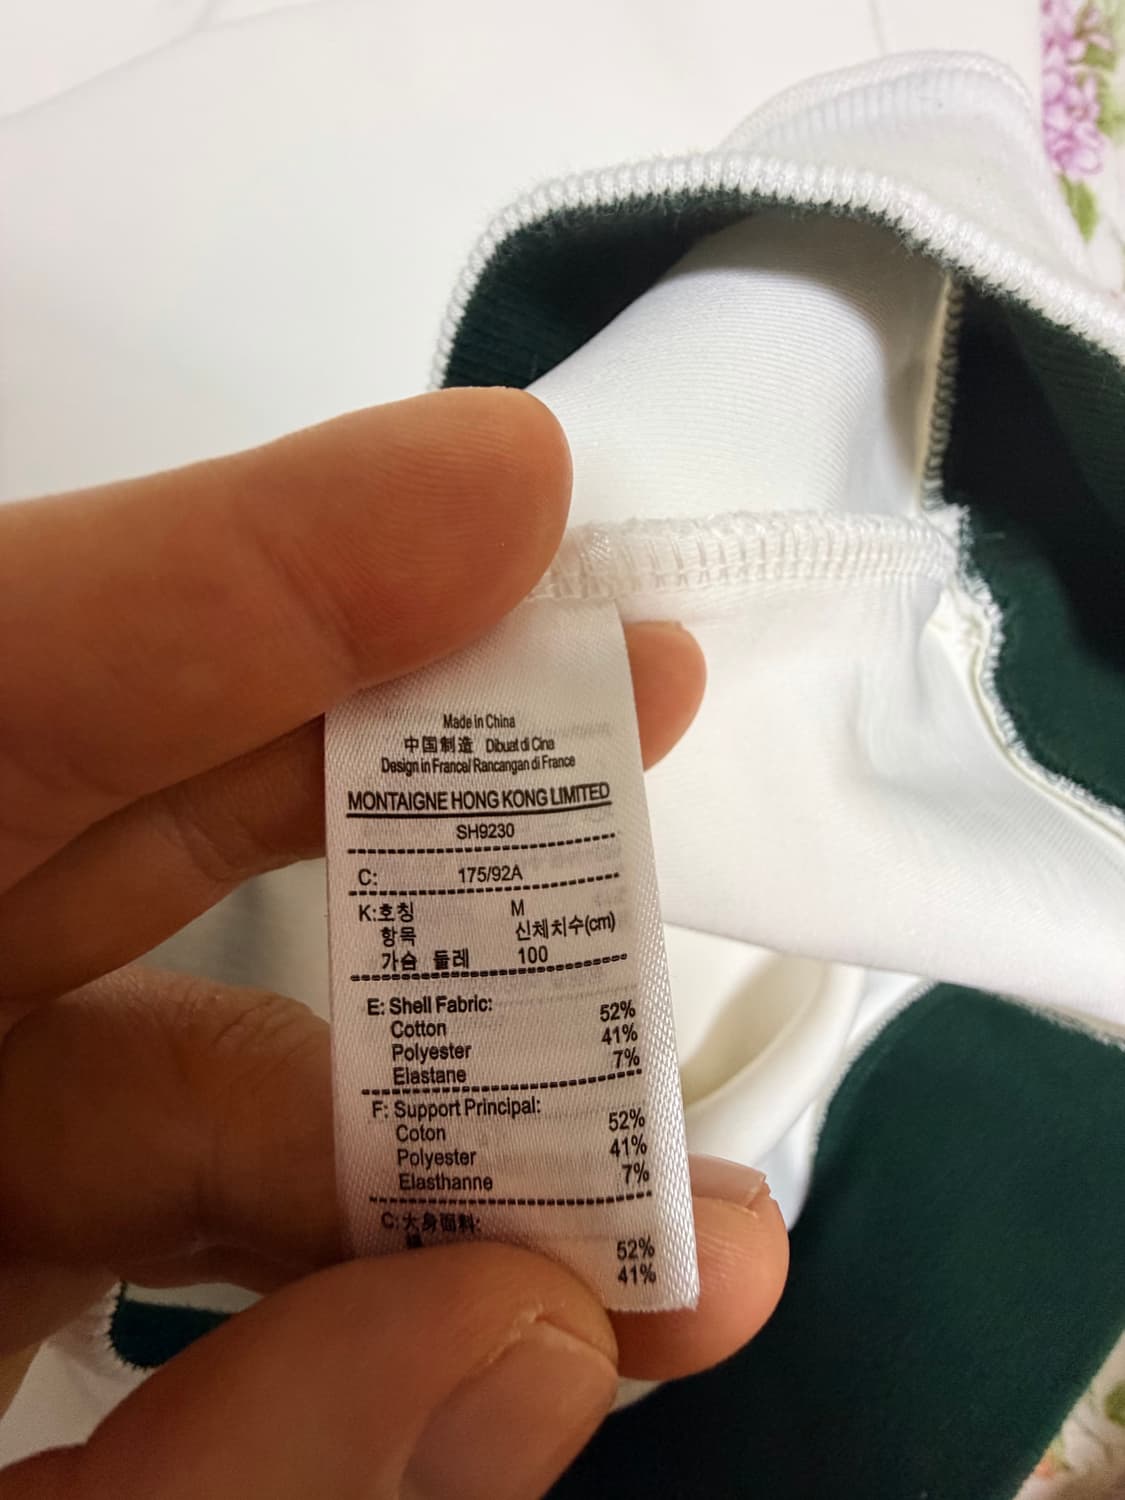 Made in China
中国制造 Dibuat di Cina
Design in France/ Rancangan di France
MONTAIGNE HONG KONG LIMITED
SH9230
C: 175/92A
K:호칭 M
항목 신체치수(cm)
가슴 둘레 100
E: Shell Fabric:
Cotton 52%
Polyester 41%
Elastane 7%
F: Support Principal:
Coton 52%
Polyester 41%
Elasthanne 7%
C:大身面料:
52%
41%